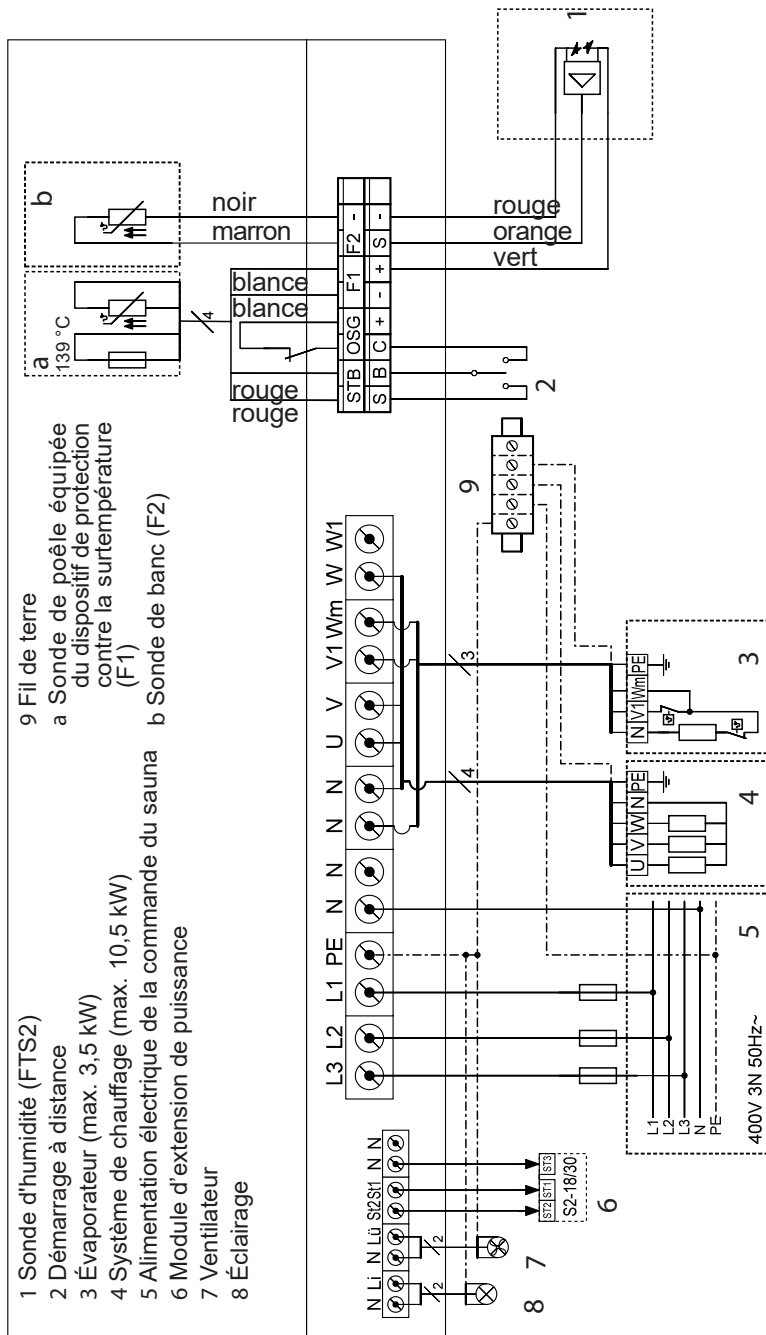 1 Sonde d'humidité (FTS2)
2 Démarrage à distance
3 Évaporateur (max. 3,5 kW)
4 Système de chauffage (max. 10,5 kW)
5 Alimentation électrique de la commande du sauna
6 Module d'extension de puissance
7 Ventilateur
8 Éclairage
9 Fil de terre
a Sonde de poêle équipée
du dispositif de protection
contre la surtempérature
(F1)
b Sonde de banc (F2)
a
139 °C
b
4
rouge
rouge
blance
blance
marron
noir
STB OSG F1 F2 -
S B C + - + S -
rouge
orange
vert
1
2
N Li N Lü St2 St1 N N
L3 L2 L1 PE N N N N U V V1 Wm W W1
9
2
2
8
7
ST2 ST1 ST3
S2-18/30
6
4
3
L1
L2
L3
N
PE
400V 3N 50Hz~
5
U V W N PE
4
N V1 Wm PE
3